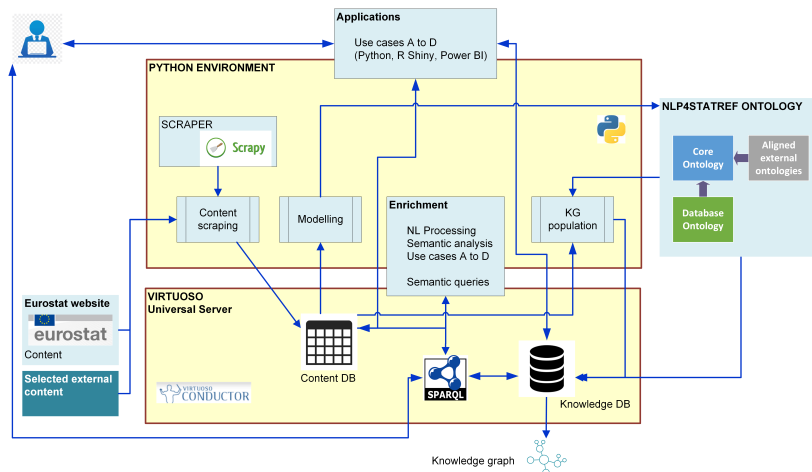 Applications
Use cases A to D
(Python, R Shiny, Power BI)
PYTHON ENVIRONMENT
NLP4STATREF ONTOLOGY
SCRAPER
Scrapy
Core
Ontology
Aligned
external
ontologies
Database
Ontology
Content
scraping
Modelling
Enrichment
NL Processing
Semantic analysis
Use cases A to D
Semantic queries
KG
population
VIRTUOSO
Universal Server
Eurostat website
eurostat
Content
Selected external
content
Content DB
VIRTUOSO
CONDUCTOR
SPARQL
Knowledge DB
Knowledge graph